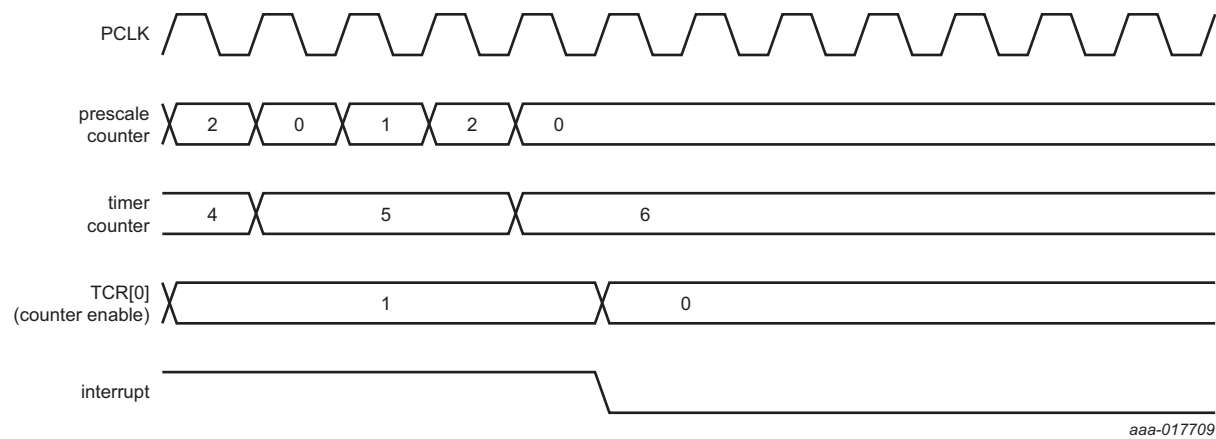 PCLK
prescale
counter
2 0 1 2 0
timer
counter
4 5 6
TCR[0]
(counter enable)
1 0
interrupt
aaa-017709